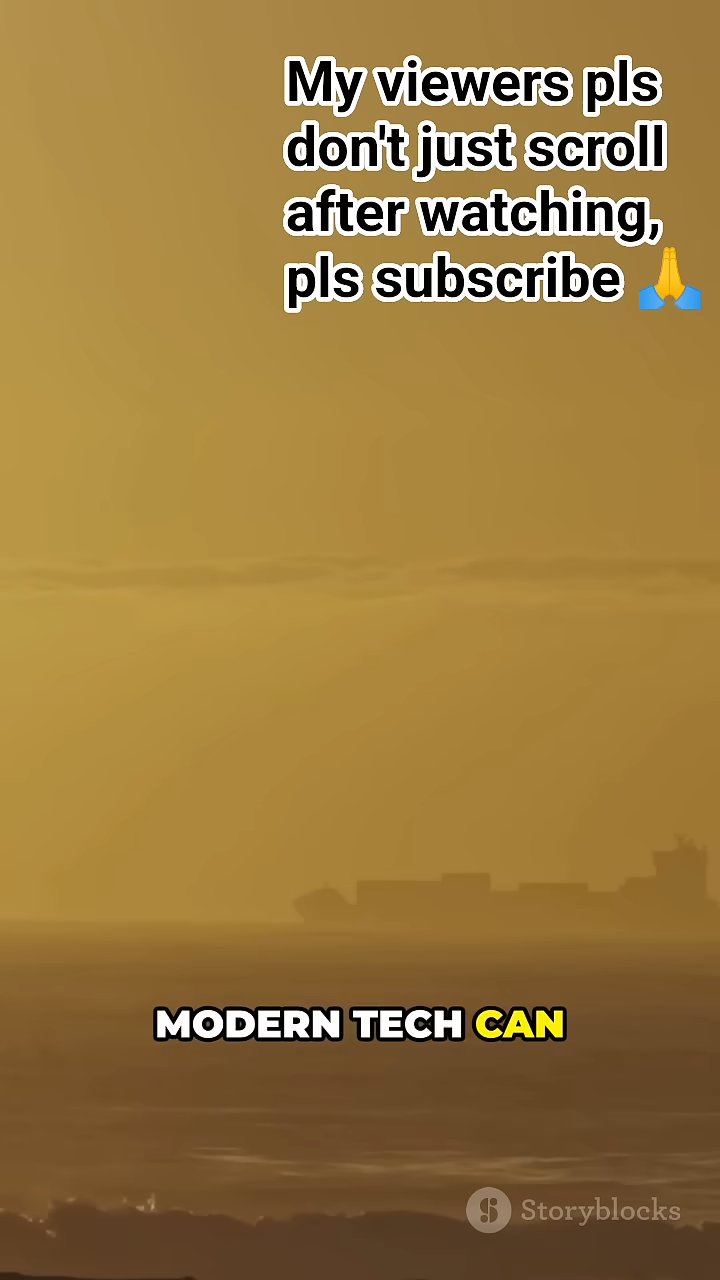 My viewers pls
don't just scroll
after watching,
pls subscribe 🙏
MODERN TECH CAN
Storyblocks